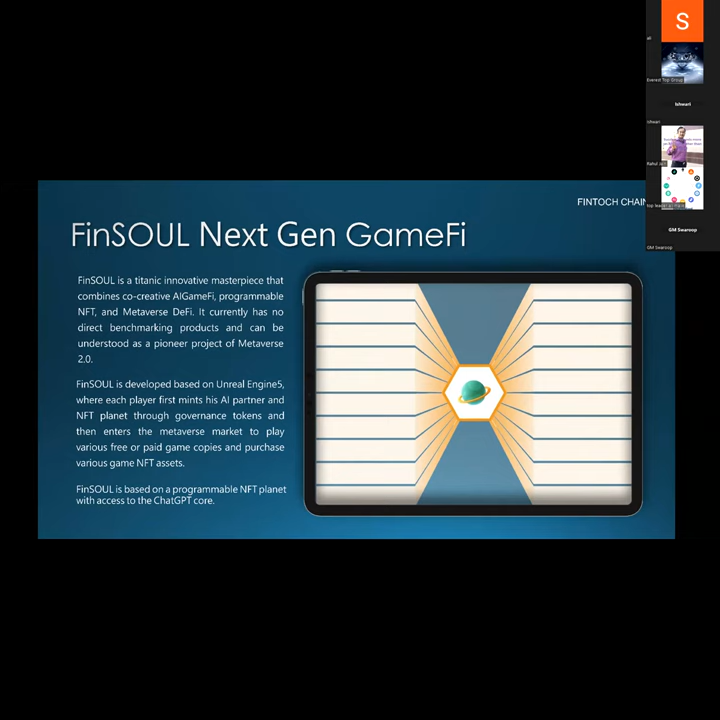 S
Everest Top Group
Ishwari
Ishwari
FINTOCH CHAIN
GM Swaroop
GM Swaroop
FinSOUL Next Gen GameFi
FinSOUL is a titanic innovative masterpiece that
combines co-creative AIGameFi, programmable
NFT, and Metaverse DeFi. It currently has no
direct benchmarking products and can be
understood as a pioneer project of Metaverse
2.0.
FinSOUL is developed based on Unreal Engine5,
where each player first mints his AI partner and
NFT planet through governance tokens and
then enters the metaverse market to play
various free or paid game copies and purchase
various game NFT assets.
FinSOUL is based on a programmable NFT planet
with access to the ChatGPT core.